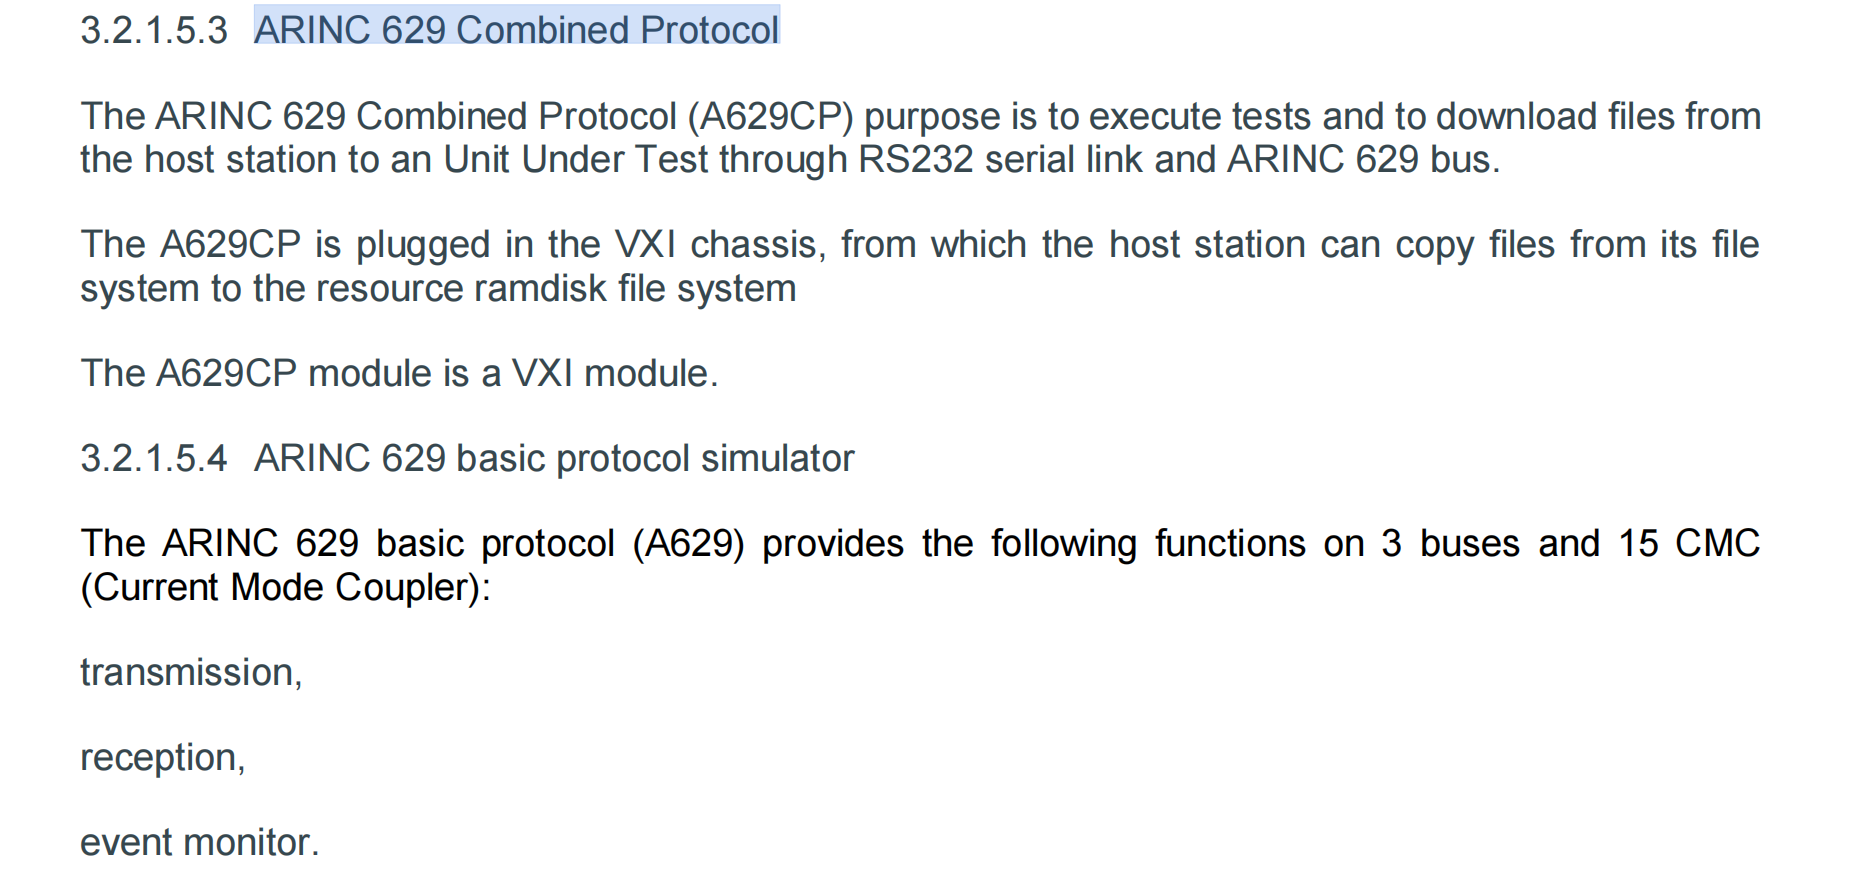 3.2.1.5.3 ARINC 629 Combined Protocol
The ARINC 629 Combined Protocol (A629CP) purpose is to execute tests and to download files from
the host station to an Unit Under Test through RS232 serial link and ARINC 629 bus.
The A629CP is plugged in the VXI chassis, from which the host station can copy files from its file
system to the resource ramdisk file system
The A629CP module is a VXI module.
3.2.1.5.4 ARINC 629 basic protocol simulator
The ARINC 629 basic protocol (A629) provides the following functions on 3 buses and 15 CMC
(Current Mode Coupler):
transmission,
reception,
event monitor.